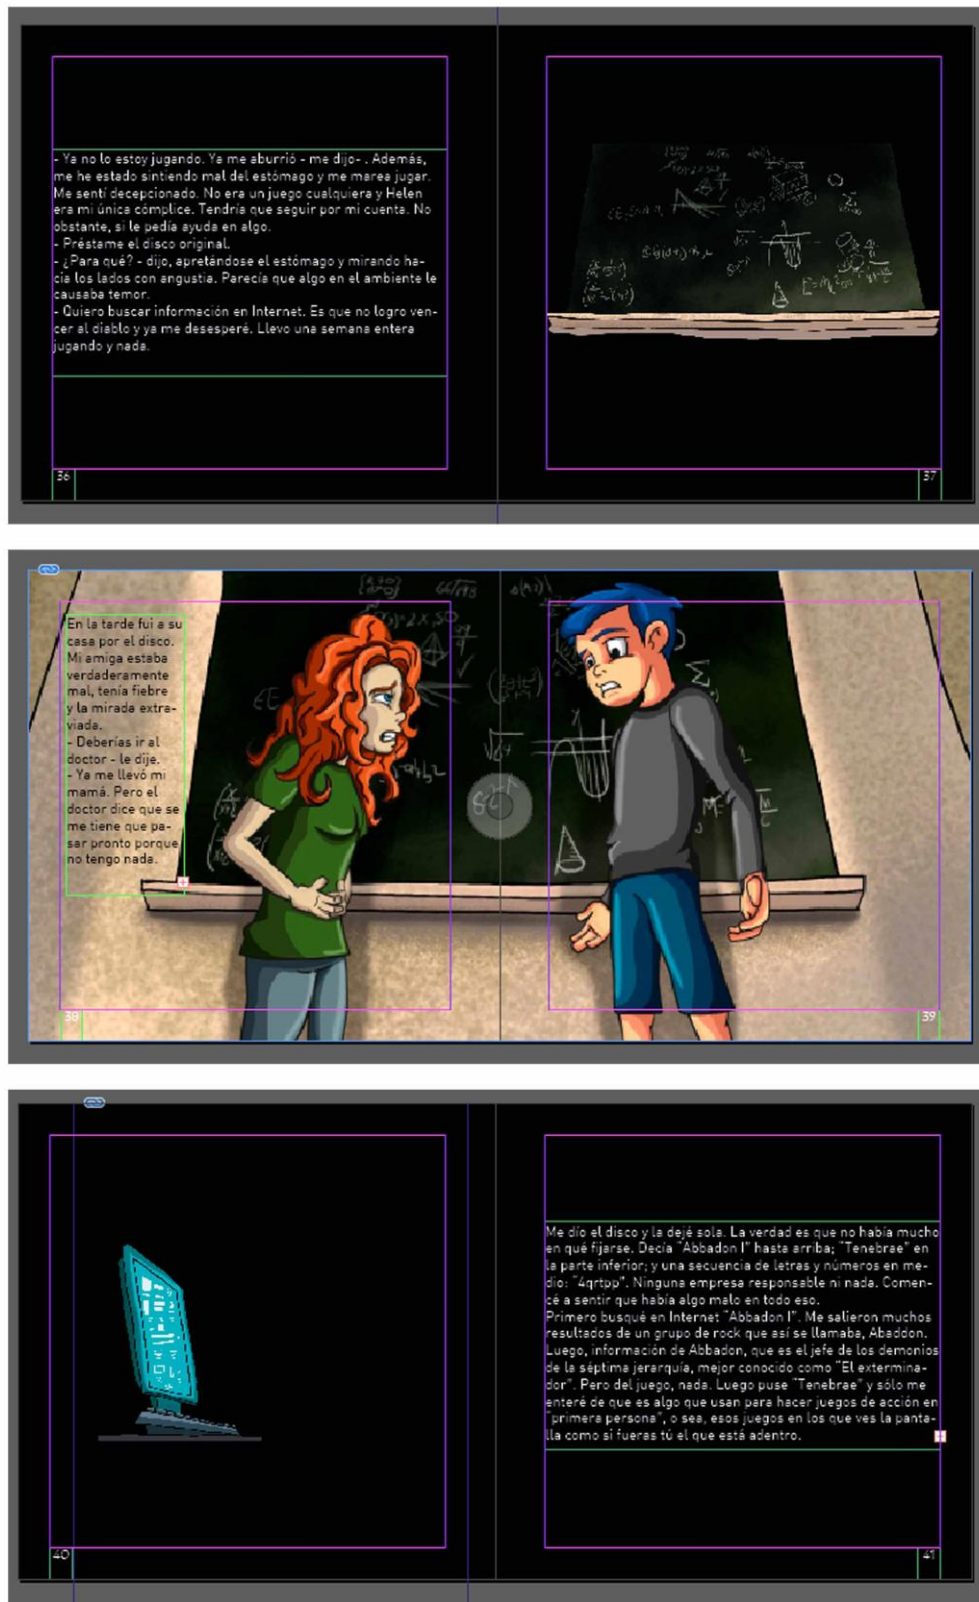 - Ya no lo estoy jugando. Ya me aburrió - me dijo- . Además,
me he estado sintiendo mal del estómago y me marea jugar.
Me sentí decepcionado. No era un juego cualquiera y Helen
era mi única cómplice. Tendría que seguir por mi cuenta. No
obstante, si le pedía ayuda en algo.
- Préstame el disco original.
- ¿Para qué? - dijo, apretándose el estómago y mirando ha-
cia los lados con angustia. Parecía que algo en el ambiente le
causaba temor.
- Quiero buscar información en Internet. Es que no logro ven-
cer al diablo y ya me desesperé. Llevo una semana entera
jugando y nada.
36
37
En la tarde fui a su
casa por el disco.
Mi amiga estaba
verdaderamente
mal, tenía fiebre
y la mirada extra-
viada.
- Deberías ir al
doctor - le dije.
- Ya me llevó mi
mamá. Pero el
doctor dice que se
me tiene que pa-
sar pronto porque
no tengo nada.
38
39
Me dio el disco y la dejé sola. La verdad es que no había mucho
en qué fijarse. Decía "Abbadon I" hasta arriba; "Tenebrae" en
la parte inferior; y una secuencia de letras y números en me-
dio: "4qrtpp". Ninguna empresa responsable ni nada. Comen-
cé a sentir que había algo malo en todo eso.
Primero busqué en Internet "Abbadon I". Me salieron muchos
resultados de un grupo de rock que así se llamaba, Abaddon.
Luego, información de Abbadon, que es el jefe de los demonios
de la séptima jerarquía, mejor conocido como "El extermina-
dor". Pero del juego, nada. Luego puse "Tenebrae" y sólo me
enteré de que es algo que usan para hacer juegos de acción en
"primera persona", o sea, esos juegos en los que ves la panta-
lla como si fueras tú el que está adentro.
40
41